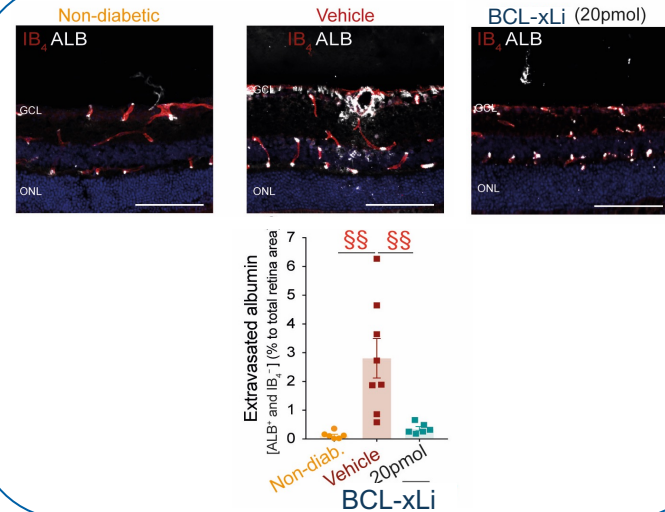 Non-diabetic
Vehicle
BCL-xLi (20pmol)
IB4 ALB
IB4 ALB
IB4 ALB
GCL
GCL
GCL
ONL
ONL
ONL
Extravasated albumin
[ALB⁺ and IB₄⁻] (% to total retina area)
7
6
5
4
3
2
1
0
§§
§§
Non-diab.
Vehicle
20pmol
BCL-xLi